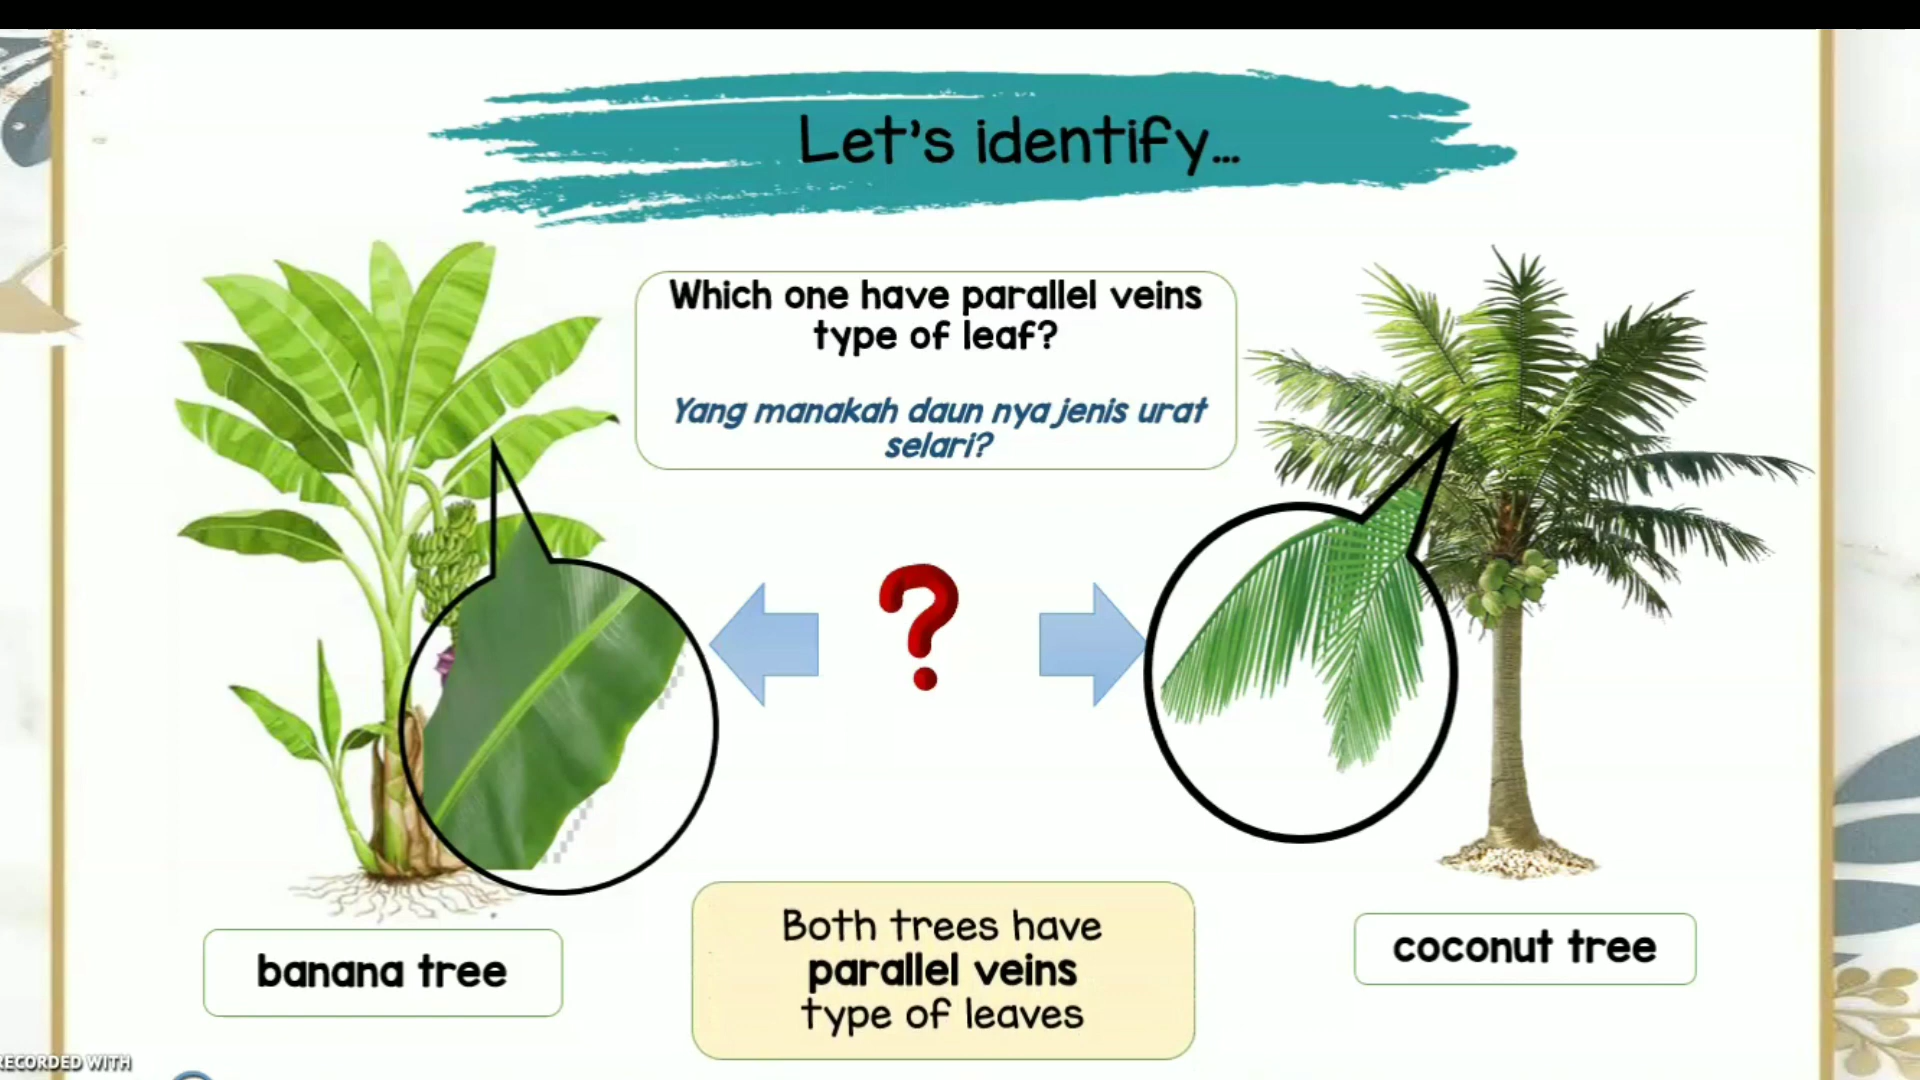 Let's identify...
Which one have parallel veins
type of leaf?
Yang manakah daun nya jenis urat
selari?
?
banana tree
Both trees have
parallel veins
type of leaves
coconut tree
RECORDED WITH